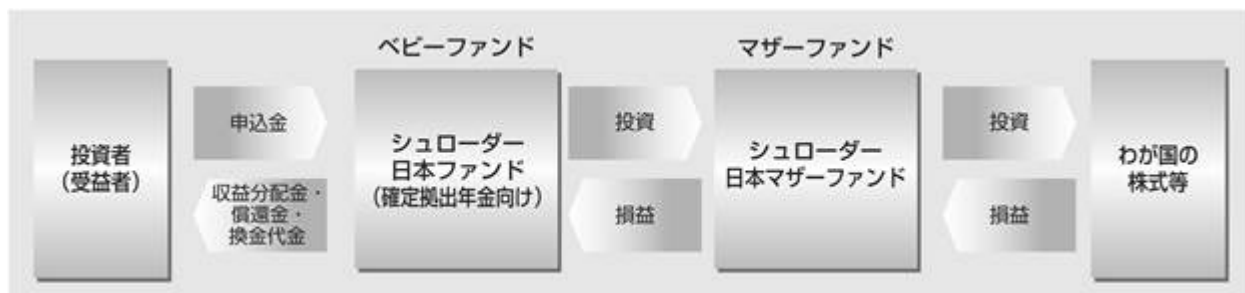 ベビーファンド
マザーファンド
投資者
（受益者）
申込金
収益分配金・
償還金・
換金代金
シュローダー
日本ファンド
（確定拠出年金向け）
投資
損益
シュローダー
日本マザーファンド
投資
損益
わが国の
株式等